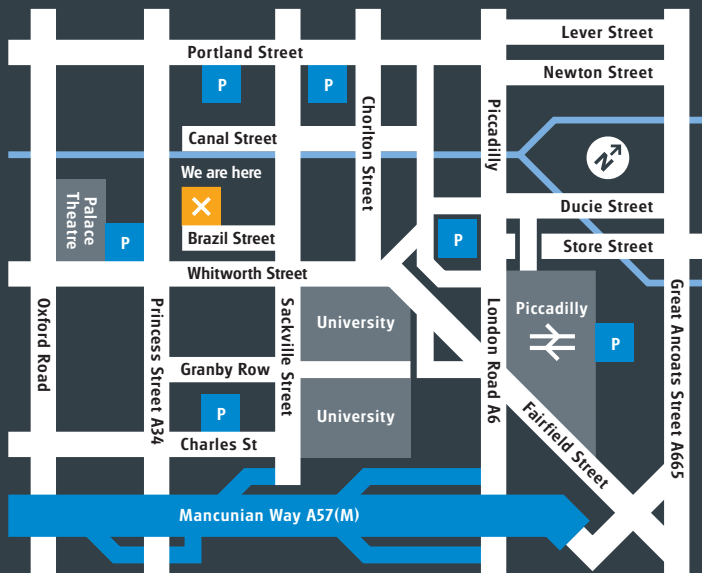 Lever Street
Portland Street
Newton Street
P
P
Chorlton Street
Piccadilly
Canal Street
N
We are here
Palace
Theatre
Ducie Street
P
Brazil Street
P
Store Street
Whitworth Street
Oxford Road
Princess Street A34
Sackville Street
University
London Road A6
Piccadilly
Great Ancoats Street A665
P
Granby Row
P
University
Fairfield Street
Charles St
Mancunian Way A57(M)